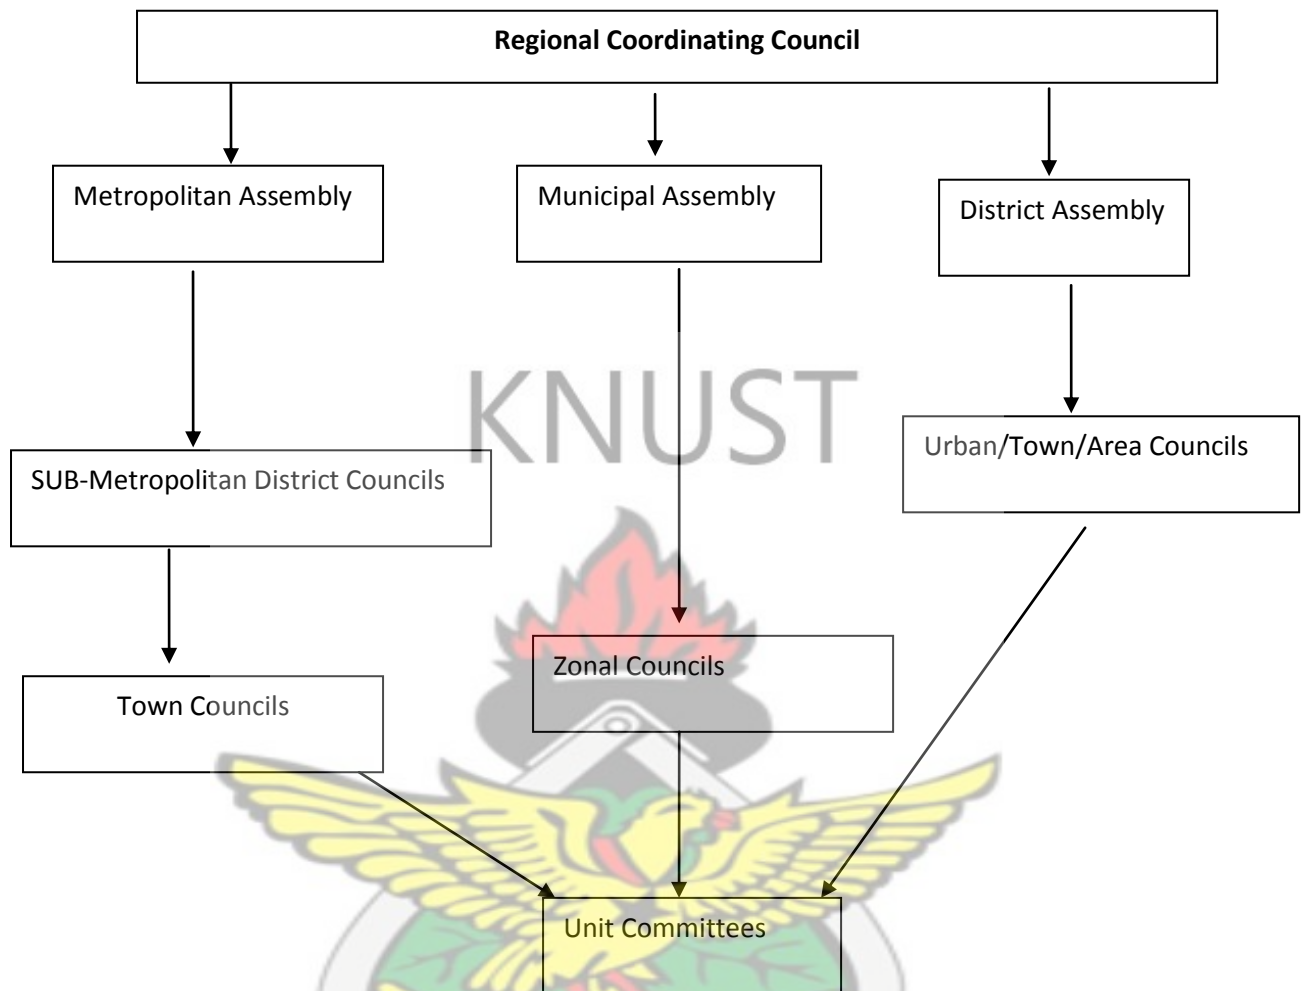 Regional Coordinating Council
Metropolitan Assembly
Municipal Assembly
District Assembly
KNUST
Urban/Town/Area Councils
SUB-Metropolitan District Councils
Zonal Councils
Town Councils
Unit Committees